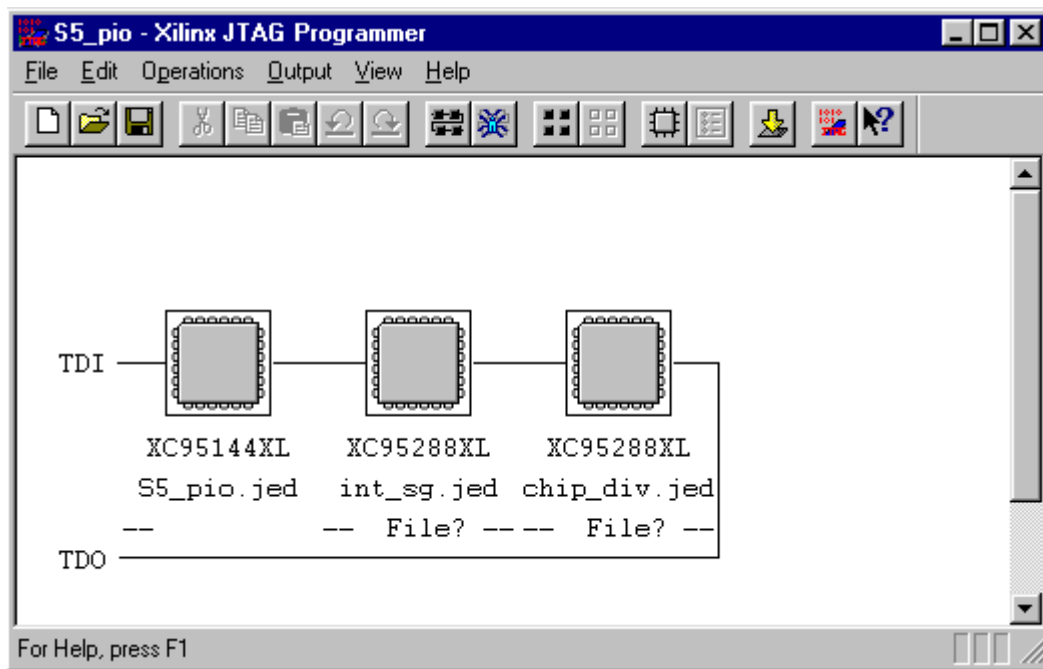 S5_pio - Xilinx JTAG Programmer
File Edit Operations Output View Help
TDI
XC95144XL XC95288XL XC95288XL
S5_pio.jed int_sg.jed chip_div.jed
-- -- File? -- -- File? --
TDO
For Help, press F1